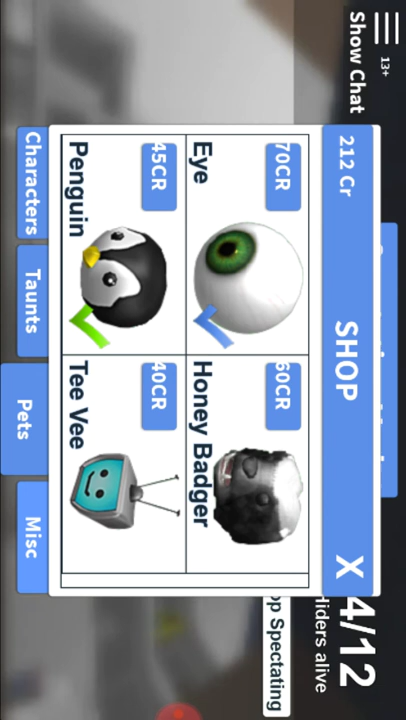 13+
Show Chat
4/12
Hiders alive
212 Cr
SHOP
X
70CR
Eye
60CR
Honey Badger
45CR
Penguin
40CR
Tee Vee
Characters
Taunts
Pets
Misc
Spectating